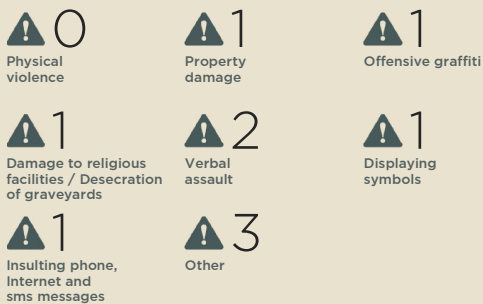 0
Physical
violence
1
Property
damage
1
Offensive graffiti
1
Damage to religious
facilities / Desecration
of graveyards
2
Verbal
assault
1
Displaying
symbols
1
Insulting phone,
Internet and
sms messages
3
Other